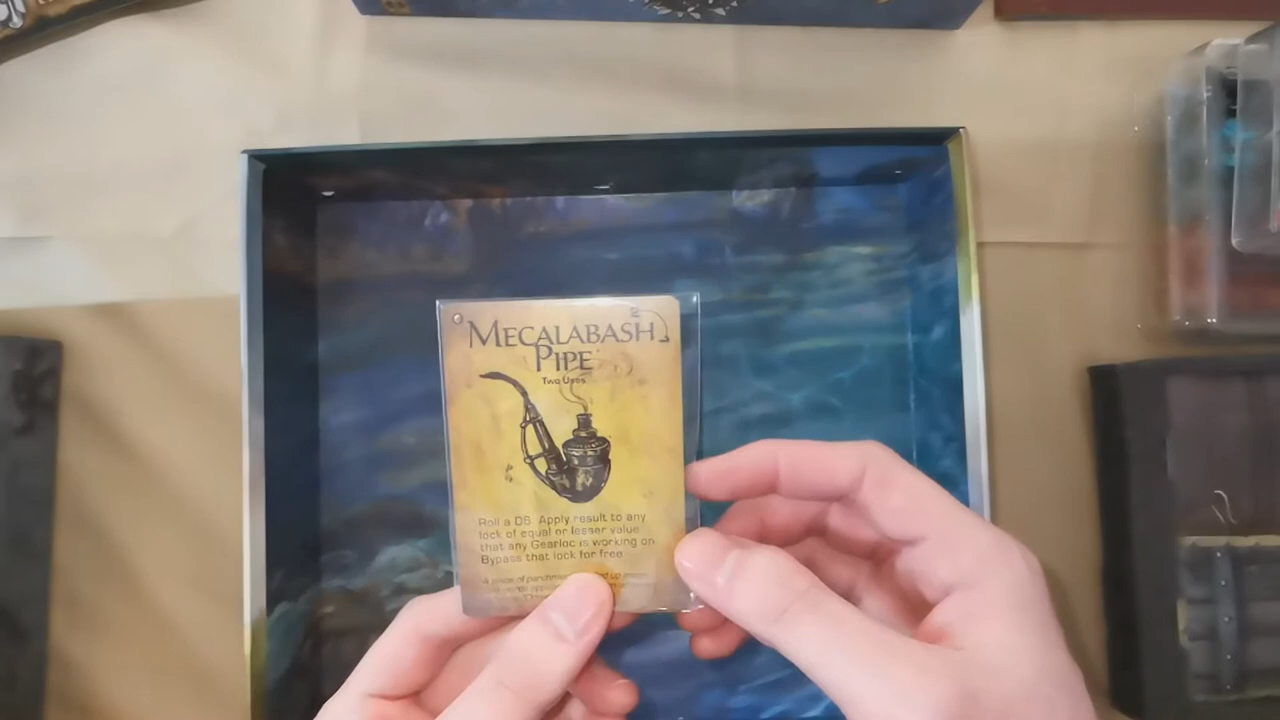 MECALABASH
PIPE
Two Uses
Roll a D6 Apply result to any
lock of equal or lesser value
that any Gearloc is working on
Bypass that lock for free
A piece of parchment